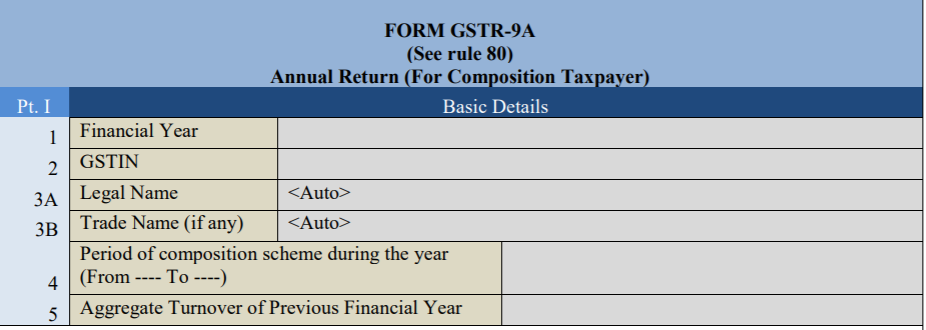 FORM GSTR-9A
(See rule 80)
Annual Return (For Composition Taxpayer)
Pt. I Basic Details
1 Financial Year
2 GSTIN
3A Legal Name <Auto>
3B Trade Name (if any) <Auto>
Period of composition scheme during the year
4 (From ---- To ----)
5 Aggregate Turnover of Previous Financial Year